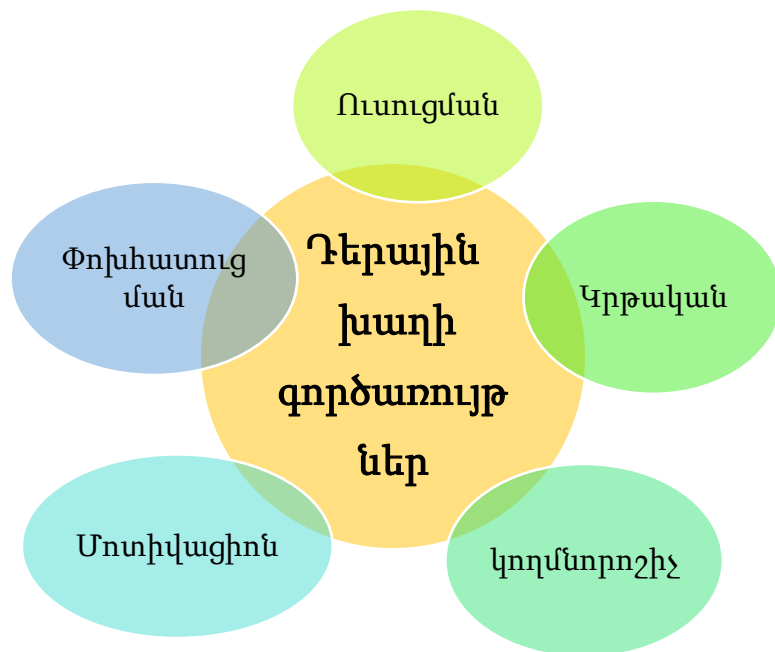 Ուսուցման
Կրթական
կողմնորոշիչ
Մոտիվացիոն
Փոխհատուց
ման
Դերային
խաղի
գործառույթ
ներ